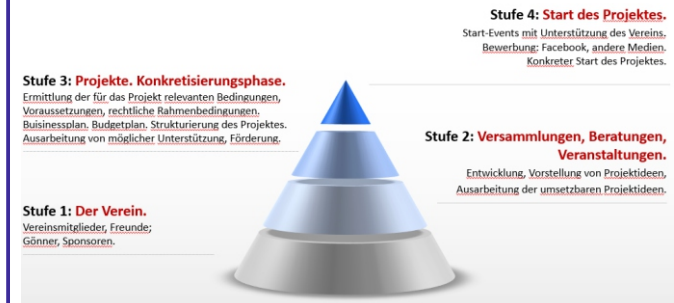 Stufe 4: Start des Projektes.
Start-Events mit Unterstützung des Vereins.
Bewerbung: Facebook, andere Medien.
Konkreter Start des Projektes.
Stufe 3: Projekte. Konkretisierungsphase.
Ermittlung der für das Projekt relevanten Bedingungen,
Voraussetzungen, rechtliche Rahmenbedingungen.
Buisinessplan. Budgetplan. Strukturierung des Projektes.
Ausarbeitung von möglicher Unterstützung, Förderung.
Stufe 2: Versammlungen, Beratungen,
Veranstaltungen.
Entwicklung, Vorstellung von Projektideen,
Ausarbeitung der umsetzbaren Projektideen.
Stufe 1: Der Verein.
Vereinsmitglieder, Freunde;
Gönner, Sponsoren.